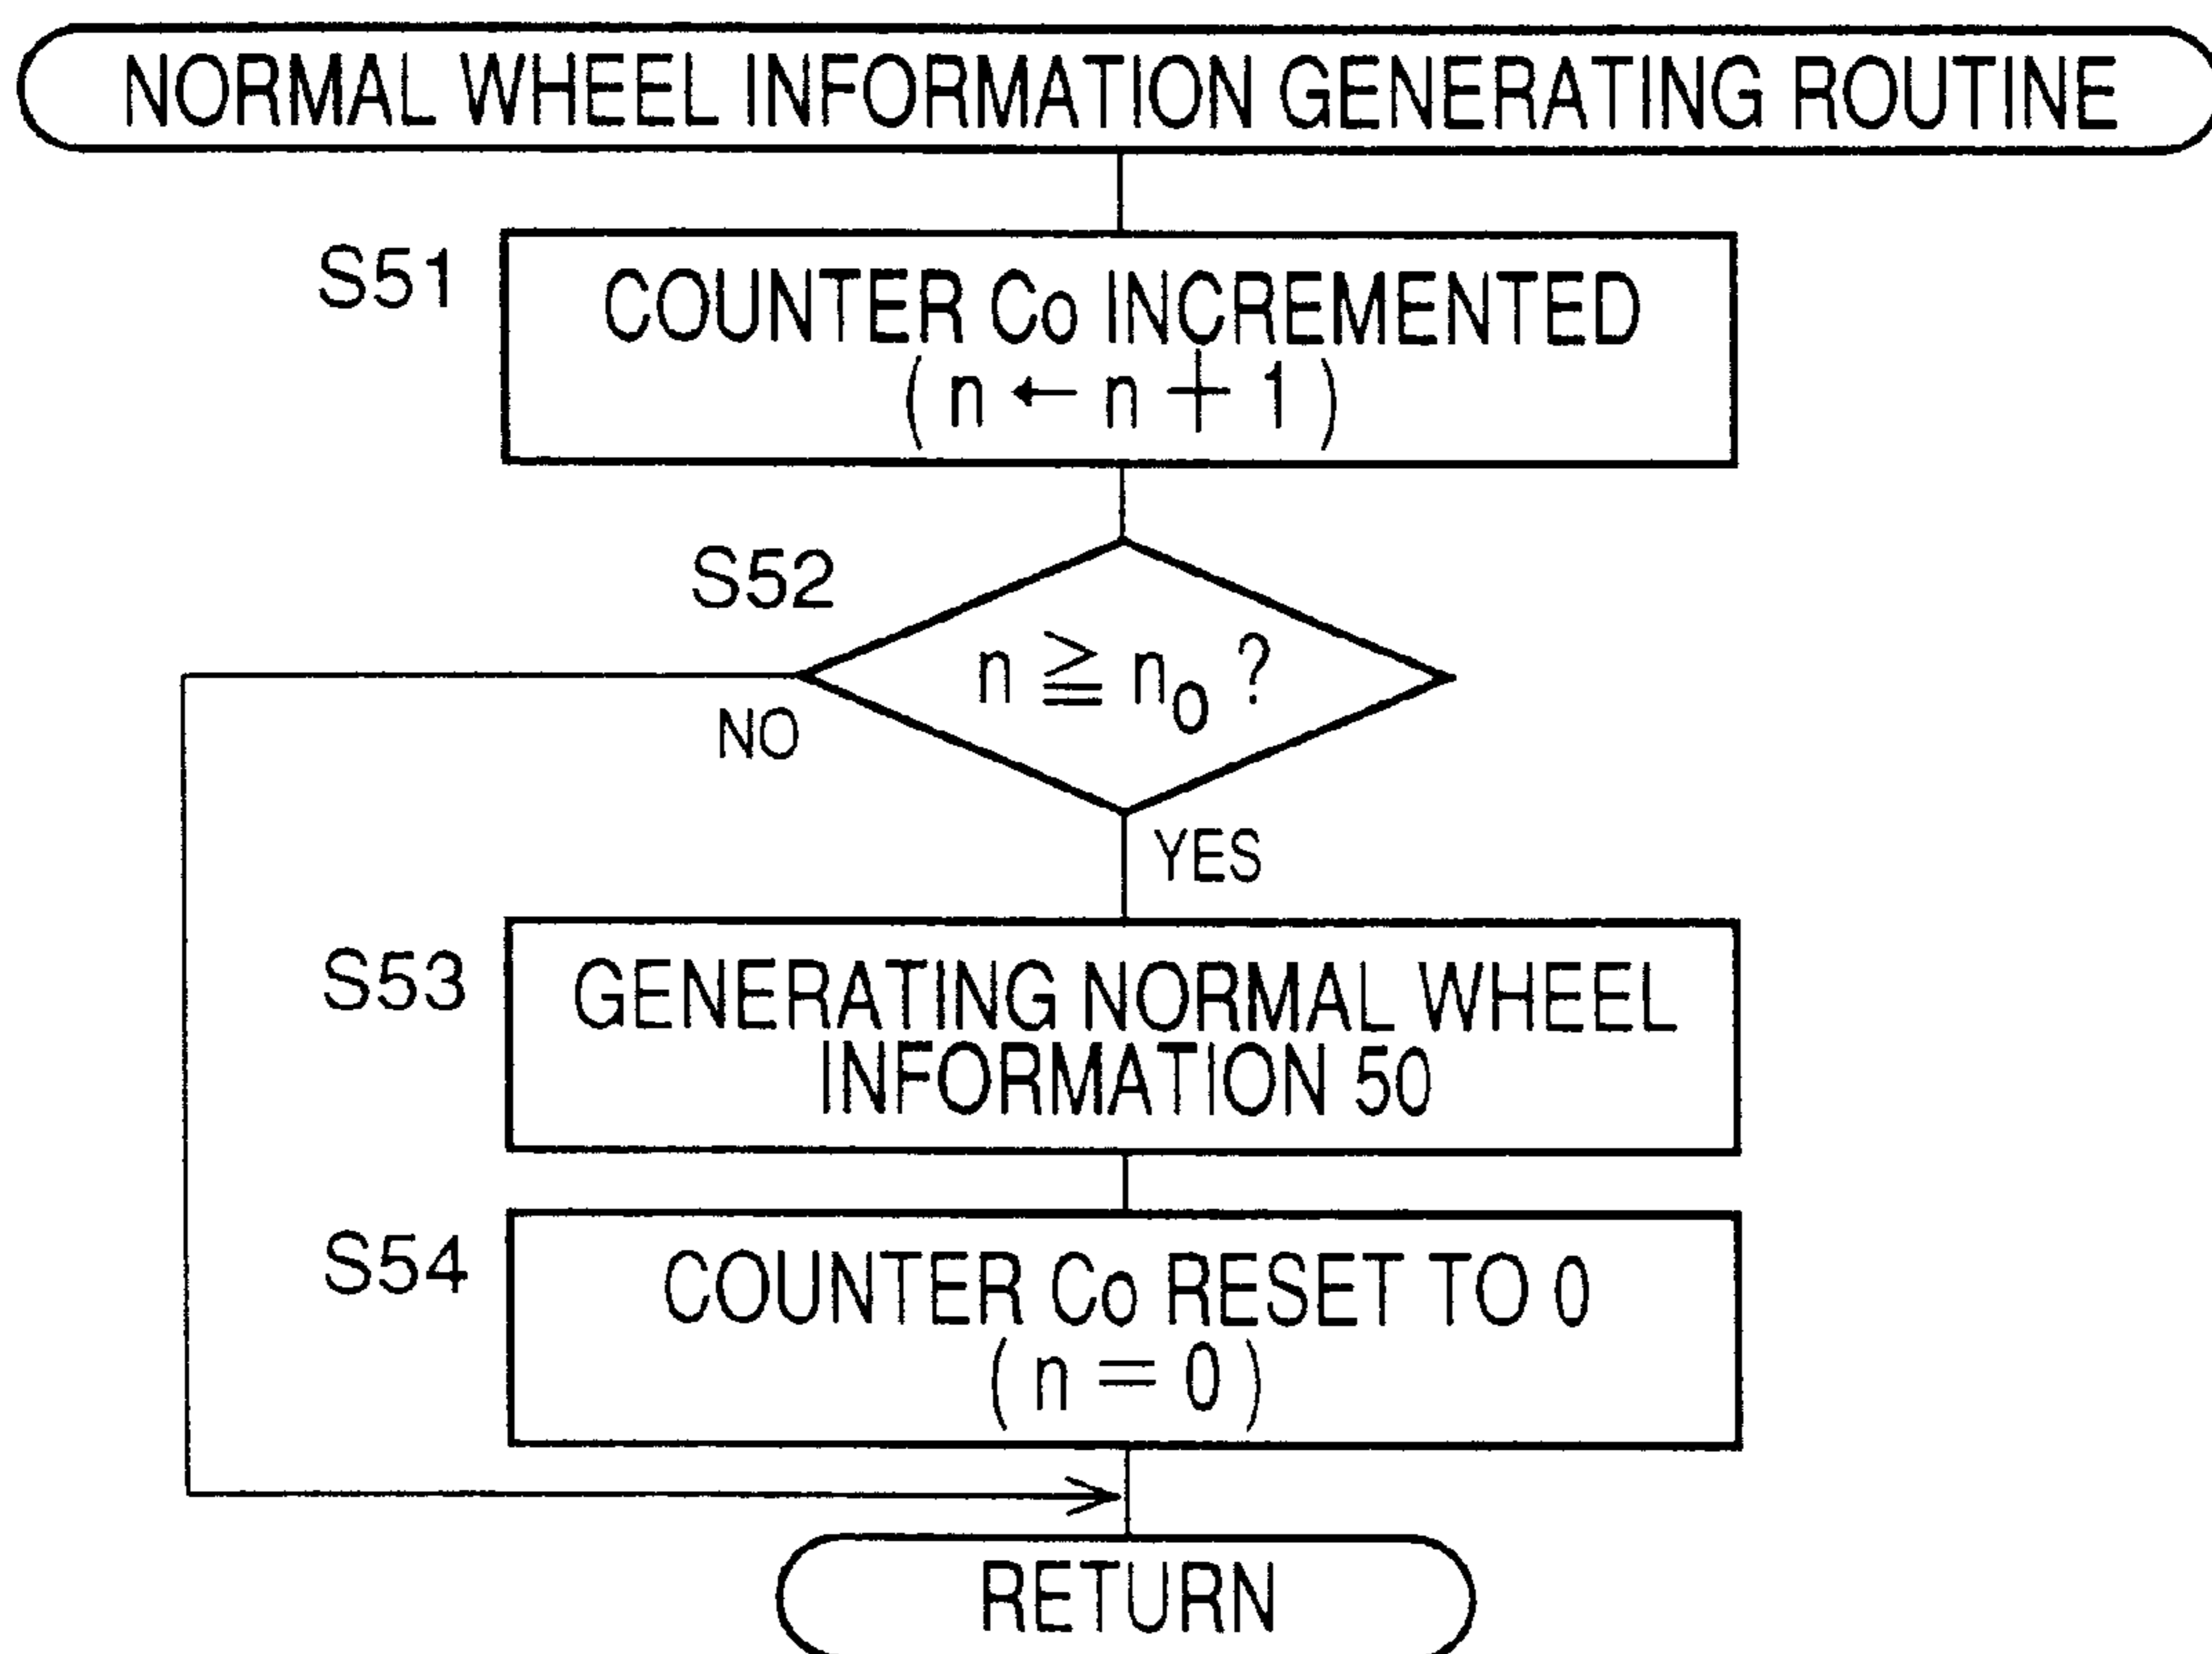 NORMAL WHEEL INFORMATION GENERATING ROUTINE
S51
COUNTER Co INCREMENTED
( n ← n + 1 )
S52
n ≧ n₀ ?
NO
YES
S53
GENERATING NORMAL WHEEL
INFORMATION 50
S54
COUNTER Co RESET TO 0
( n = 0 )
RETURN